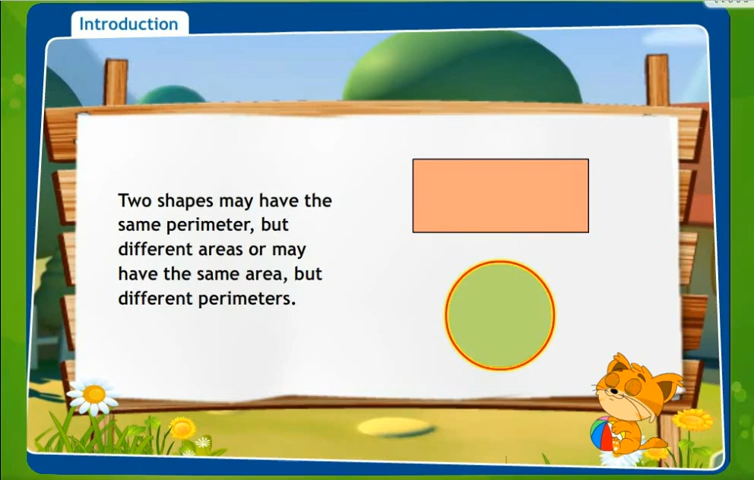 Introduction
Two shapes may have the
same perimeter, but
different areas or may
have the same area, but
different perimeters.